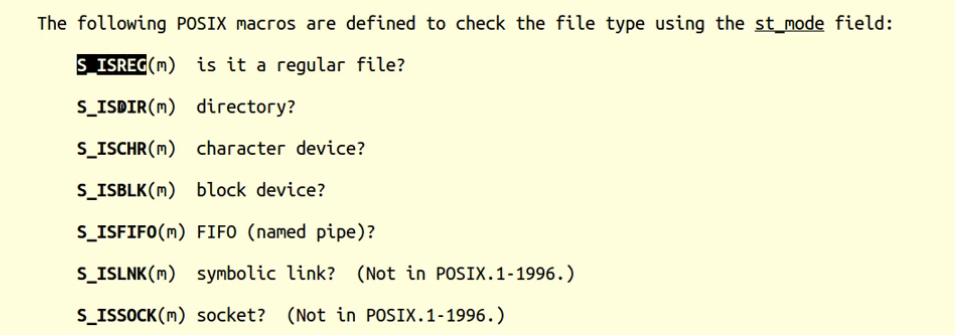 The following POSIX macros are defined to check the file type using the st_mode field:
S_ISREG(m)  is it a regular file?
S_ISDIR(m)  directory?
S_ISCHR(m)  character device?
S_ISBLK(m)  block device?
S_ISFIFO(m) FIFO (named pipe)?
S_ISLNK(m)  symbolic link?  (Not in POSIX.1-1996.)
S_ISSOCK(m) socket?  (Not in POSIX.1-1996.)